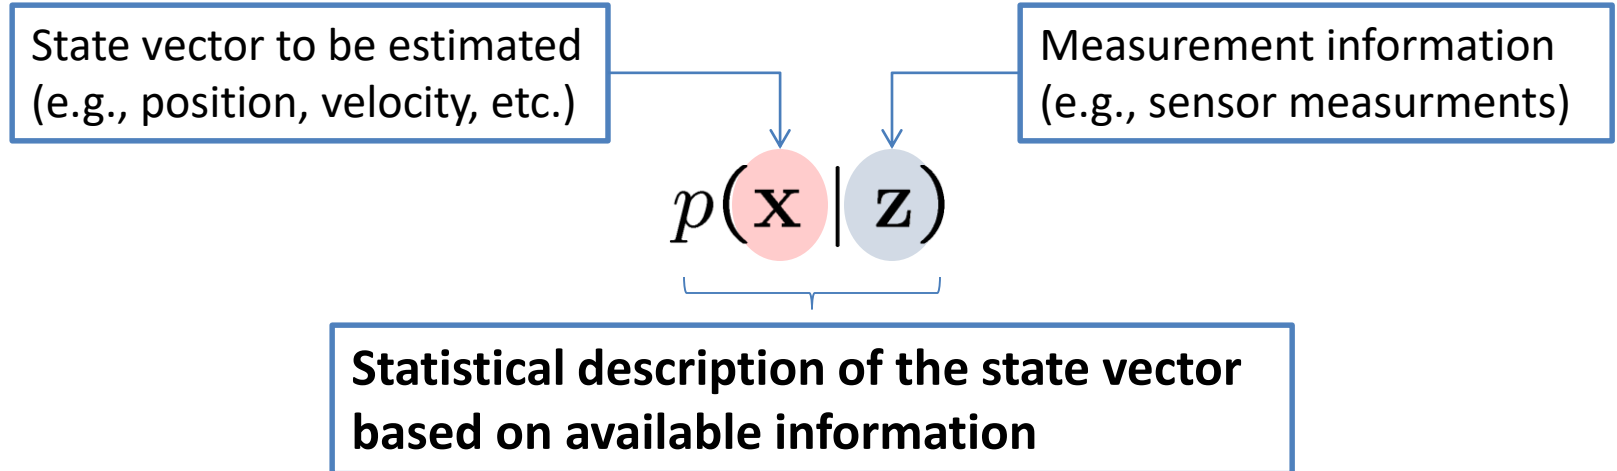 State vector to be estimated
(e.g., position, velocity, etc.)
Measurement information
(e.g., sensor measurments)
p(x | z)
Statistical description of the state vector
based on available information